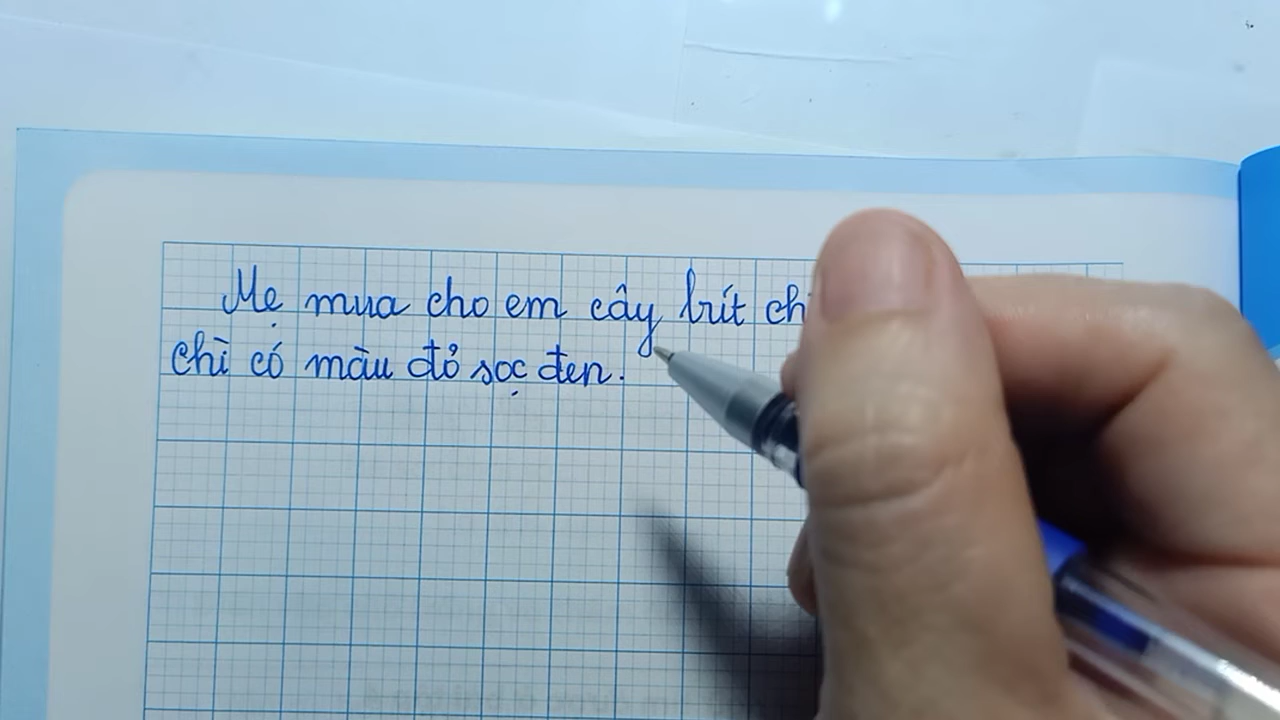 Mẹ mua cho em cây bút
chì có màu đỏ sọc đen.